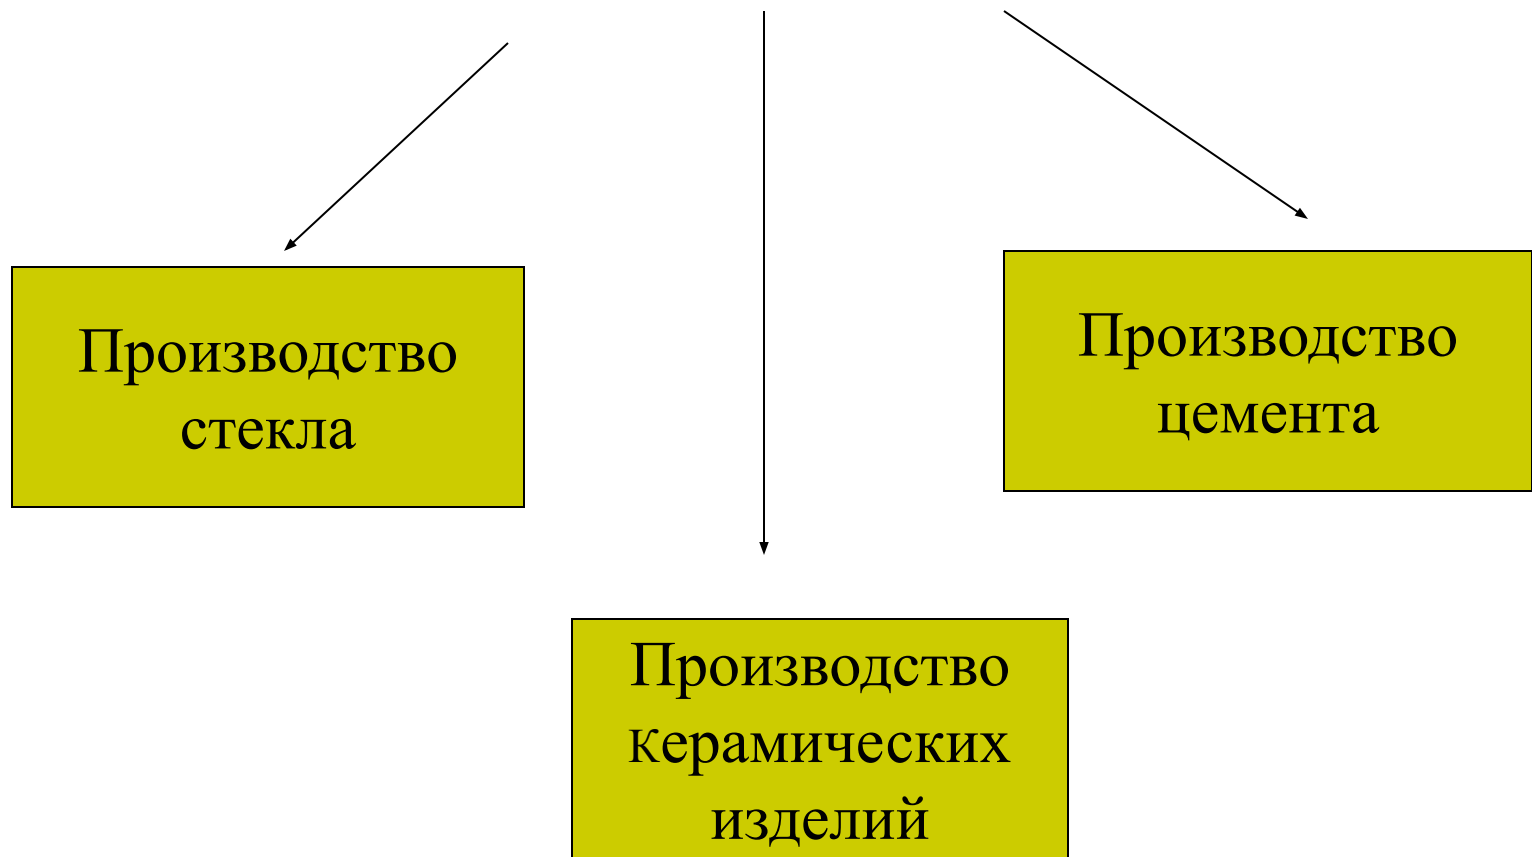 Производство
стекла
Производство
цемента
Производство
Керамических
изделий